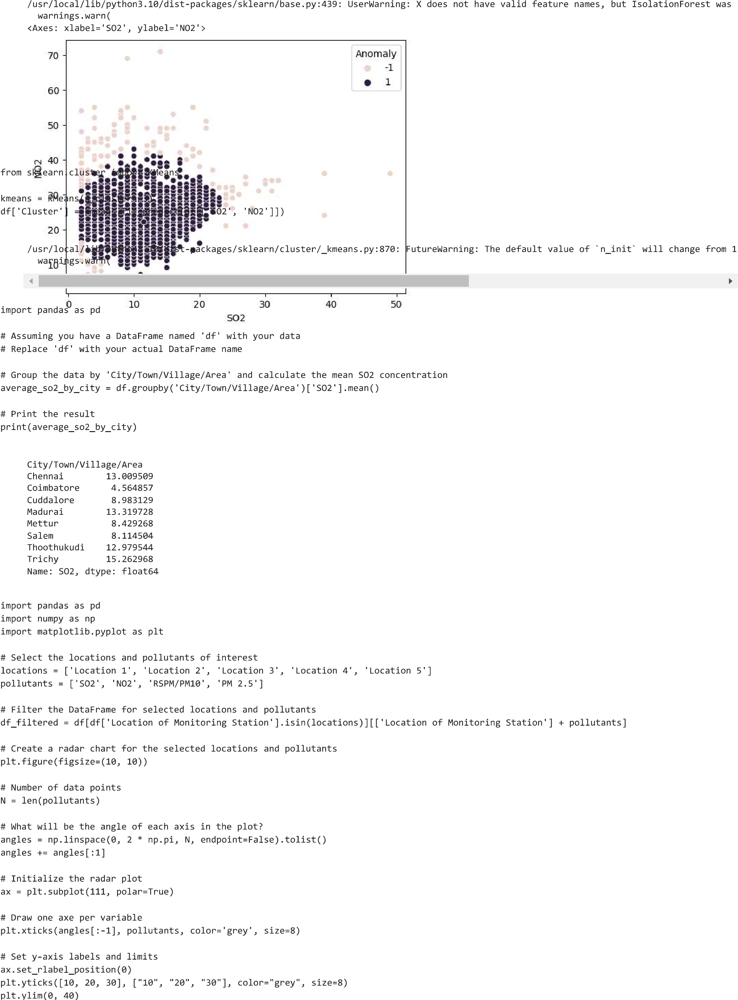 /usr/local/lib/python3.10/dist-packages/sklearn/base.py:439: UserWarning: X does not have valid feature names, but IsolationForest was
warnings.warn(
<Axes: xlabel='SO2', ylabel='NO2'>
Anomaly
-1
1
70
60
50
40
30
20
10
NO2
from sklearn.cluster import KMeans
kmeans = KMeans(
df['Cluster'] = 'SO2', 'NO2']])
/usr/local/lib/python3.10/dist-packages/sklearn/cluster/_kmeans.py:870: FutureWarning: The default value of `n_init` will change from 1
warnings.warn(
0 10 20 30 40 50
SO2
import pandas as pd
# Assuming you have a DataFrame named 'df' with your data
# Replace 'df' with your actual DataFrame name
# Group the data by 'City/Town/Village/Area' and calculate the mean SO2 concentration
average_so2_by_city = df.groupby('City/Town/Village/Area')['SO2'].mean()
# Print the result
print(average_so2_by_city)
City/Town/Village/Area
Chennai 13.009509
Coimbatore 4.564857
Cuddalore 8.983129
Madurai 13.319728
Mettur 8.429268
Salem 8.114504
Thoothukudi 12.979544
Trichy 15.262968
Name: SO2, dtype: float64
import pandas as pd
import numpy as np
import matplotlib.pyplot as plt
# Select the locations and pollutants of interest
locations = ['Location 1', 'Location 2', 'Location 3', 'Location 4', 'Location 5']
pollutants = ['SO2', 'NO2', 'RSPM/PM10', 'PM 2.5']
# Filter the DataFrame for selected locations and pollutants
df_filtered = df[df['Location of Monitoring Station'].isin(locations)][['Location of Monitoring Station'] + pollutants]
# Create a radar chart for the selected locations and pollutants
plt.figure(figsize=(10, 10))
# Number of data points
N = len(pollutants)
# What will be the angle of each axis in the plot?
angles = np.linspace(0, 2 * np.pi, N, endpoint=False).tolist()
angles += angles[:1]
# Initialize the radar plot
ax = plt.subplot(111, polar=True)
# Draw one axe per variable
plt.xticks(angles[:-1], pollutants, color='grey', size=8)
# Set y-axis labels and limits
ax.set_rlabel_position(0)
plt.yticks([10, 20, 30], ["10", "20", "30"], color="grey", size=8)
plt.ylim(0, 40)